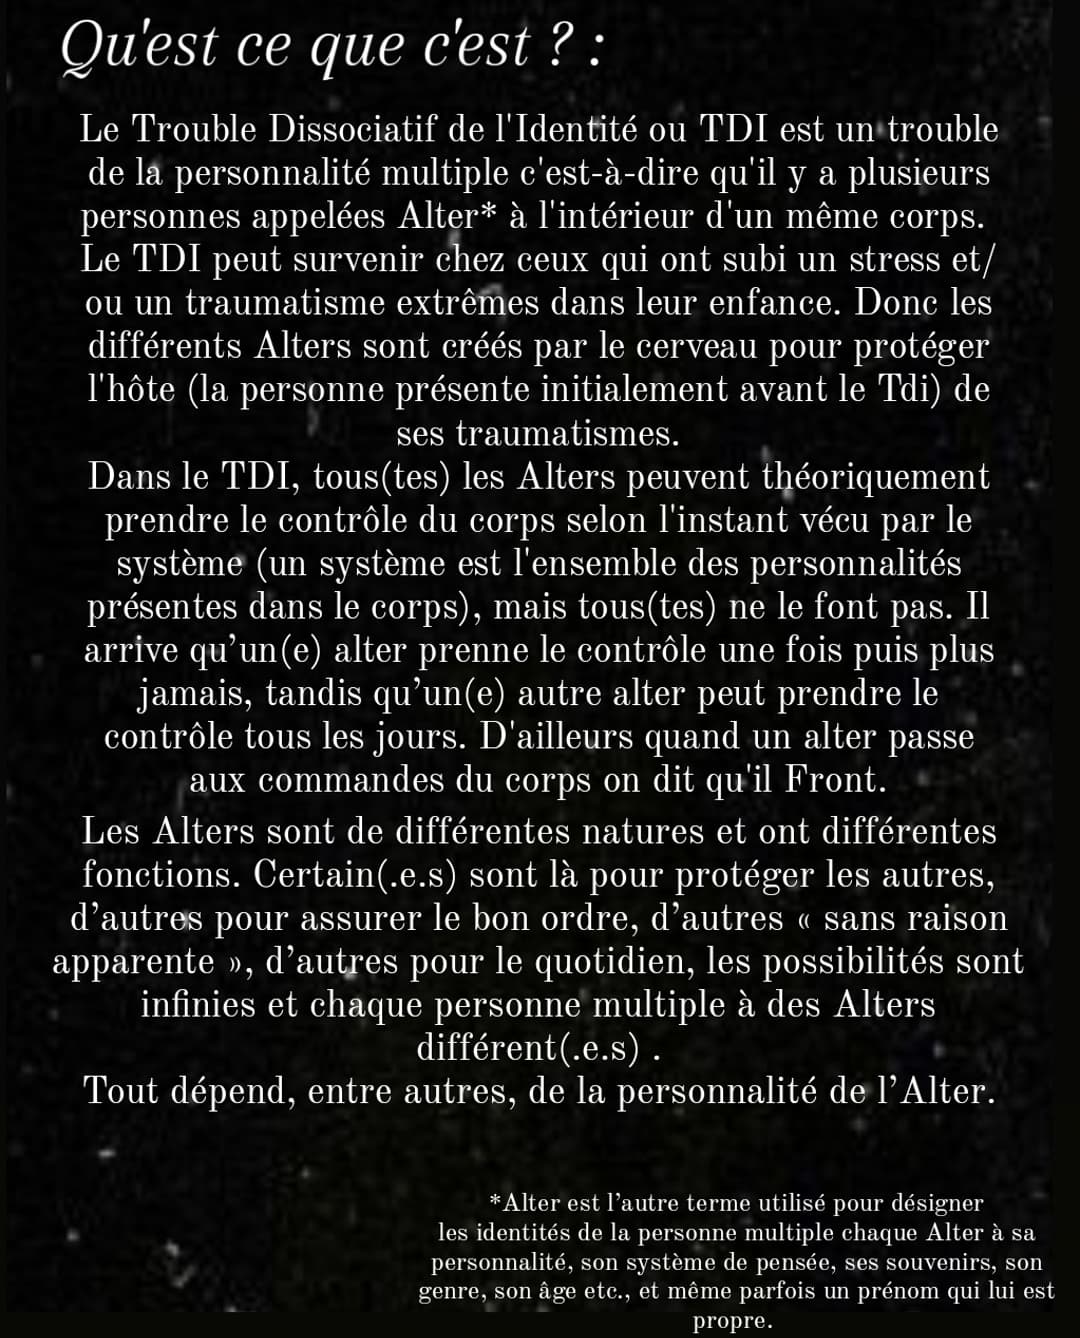 Qu'est ce que c'est ? :
Le Trouble Dissociatif de l'Identité ou TDI est un trouble
de la personnalité multiple c'est-à-dire qu'il y a plusieurs
personnes appelées Alter* à l'intérieur d'un même corps.
Le TDI peut survenir chez ceux qui ont subi un stress et/
ou un traumatisme extrêmes dans leur enfance. Donc les
différents Alters sont créés par le cerveau pour protéger
l'hôte (la personne présente initialement avant le Tdi) de
ses traumatismes.
Dans le TDI, tous(tes) les Alters peuvent théoriquement
prendre le contrôle du corps selon l'instant vécu par le
système (un système est l'ensemble des personnalités
présentes dans le corps), mais tous(tes) ne le font pas. Il
arrive qu’un(e) alter prenne le contrôle une fois puis plus
jamais, tandis qu’un(e) autre alter peut prendre le
contrôle tous les jours. D'ailleurs quand un alter passe
aux commandes du corps on dit qu'il Front.
Les Alters sont de différentes natures et ont différentes
fonctions. Certain(.e.s) sont là pour protéger les autres,
d’autres pour assurer le bon ordre, d’autres « sans raison
apparente », d’autres pour le quotidien, les possibilités sont
infinies et chaque personne multiple à des Alters
différent(.e.s) .
Tout dépend, entre autres, de la personnalité de l’Alter.
*Alter est l’autre terme utilisé pour désigner
les identités de la personne multiple chaque Alter à sa
personnalité, son système de pensée, ses souvenirs, son
genre, son âge etc., et même parfois un prénom qui lui est
propre.